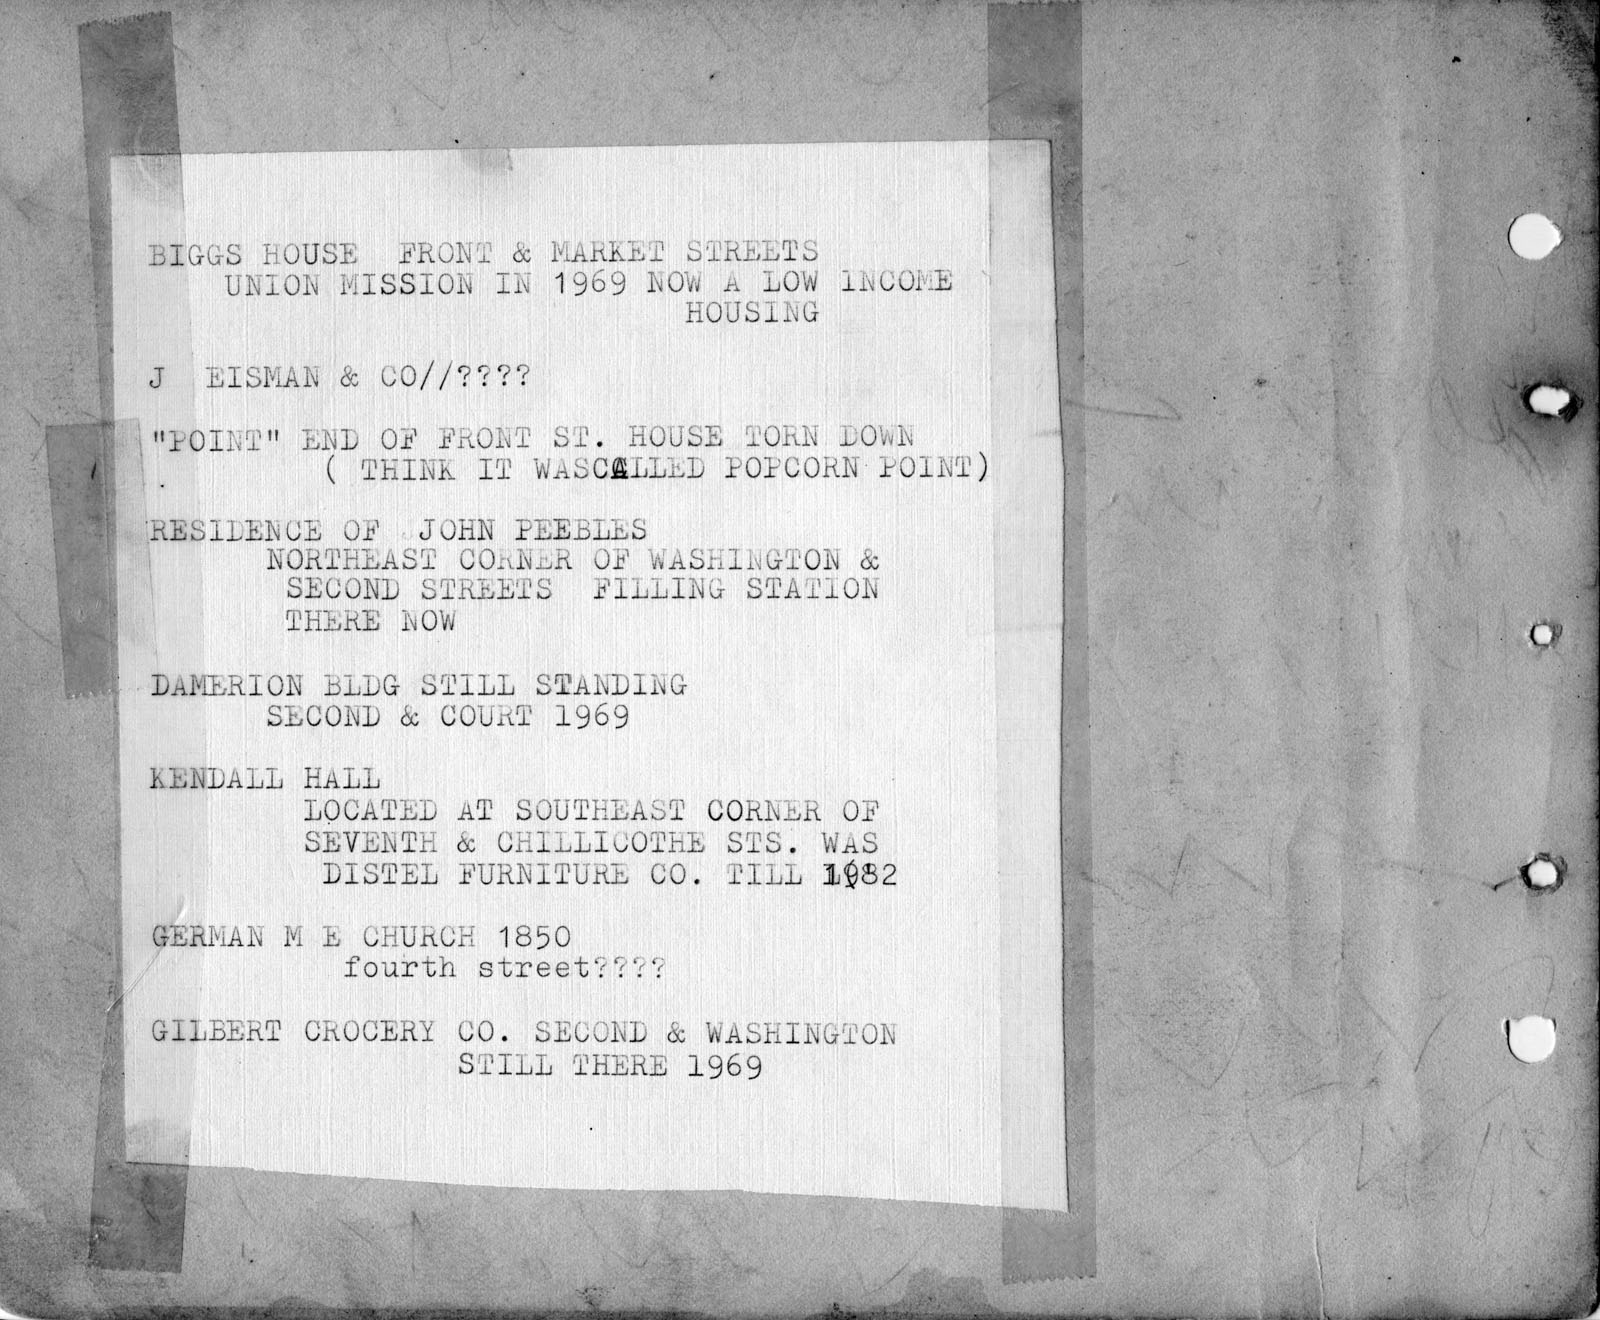 BIGGS HOUSE  FRONT & MARKET STREETS
UNION MISSION IN 1969 NOW A LOW INCOME
HOUSING
J  EISMAN & CO//????
"POINT" END OF FRONT ST. HOUSE TORN DOWN
( THINK IT WASCALLED POPCORN POINT)
RESIDENCE OF  JOHN PEEBLES
NORTHEAST CORNER OF WASHINGTON &
SECOND STREETS  FILLING STATION
THERE NOW
DAMERION BLDG STILL STANDING
SECOND & COURT 1969
KENDALL HALL
LOCATED AT SOUTHEAST CORNER OF
SEVENTH & CHILLICOTHE STS. WAS
DISTEL FURNITURE CO. TILL 1982
GERMAN M E CHURCH 1850
fourth street????
GILBERT CROCERY CO. SECOND & WASHINGTON
STILL THERE 1969